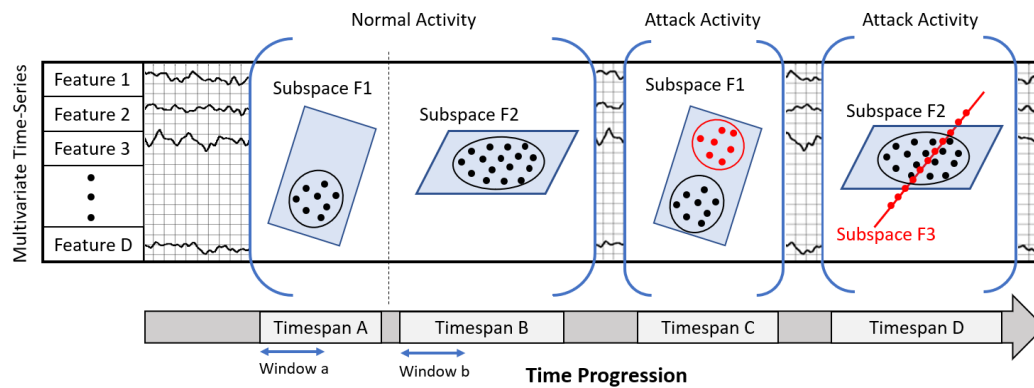 Normal Activity
Attack Activity
Attack Activity
Multivariate Time-Series
Feature 1
Feature 2
Feature 3
Feature D
Subspace F1
Subspace F2
Subspace F1
Subspace F2
Subspace F3
Timespan A
Timespan B
Timespan C
Timespan D
Window a
Window b
Time Progression